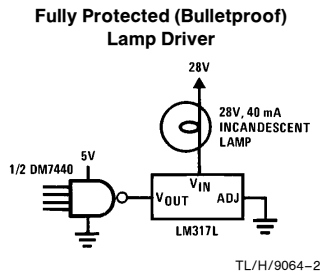 Fully Protected (Bulletproof)
Lamp Driver
28V
28V, 40 mA
INCANDESCENT
LAMP
5V
1/2 DM7440
VIN
VOUT
ADJ
LM317L
TL/H/9064–2